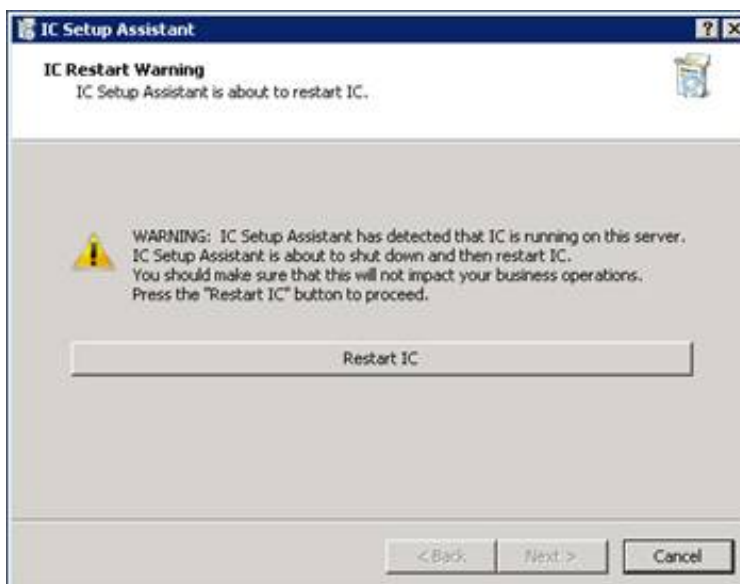 IC Setup Assistant
IC Restart Warning
IC Setup Assistant is about to restart IC.
WARNING: IC Setup Assistant has detected that IC is running on this server.
IC Setup Assistant is about to shut down and then restart IC.
You should make sure that this will not impact your business operations.
Press the "Restart IC" button to proceed.
Restart IC
< Back Next > Cancel